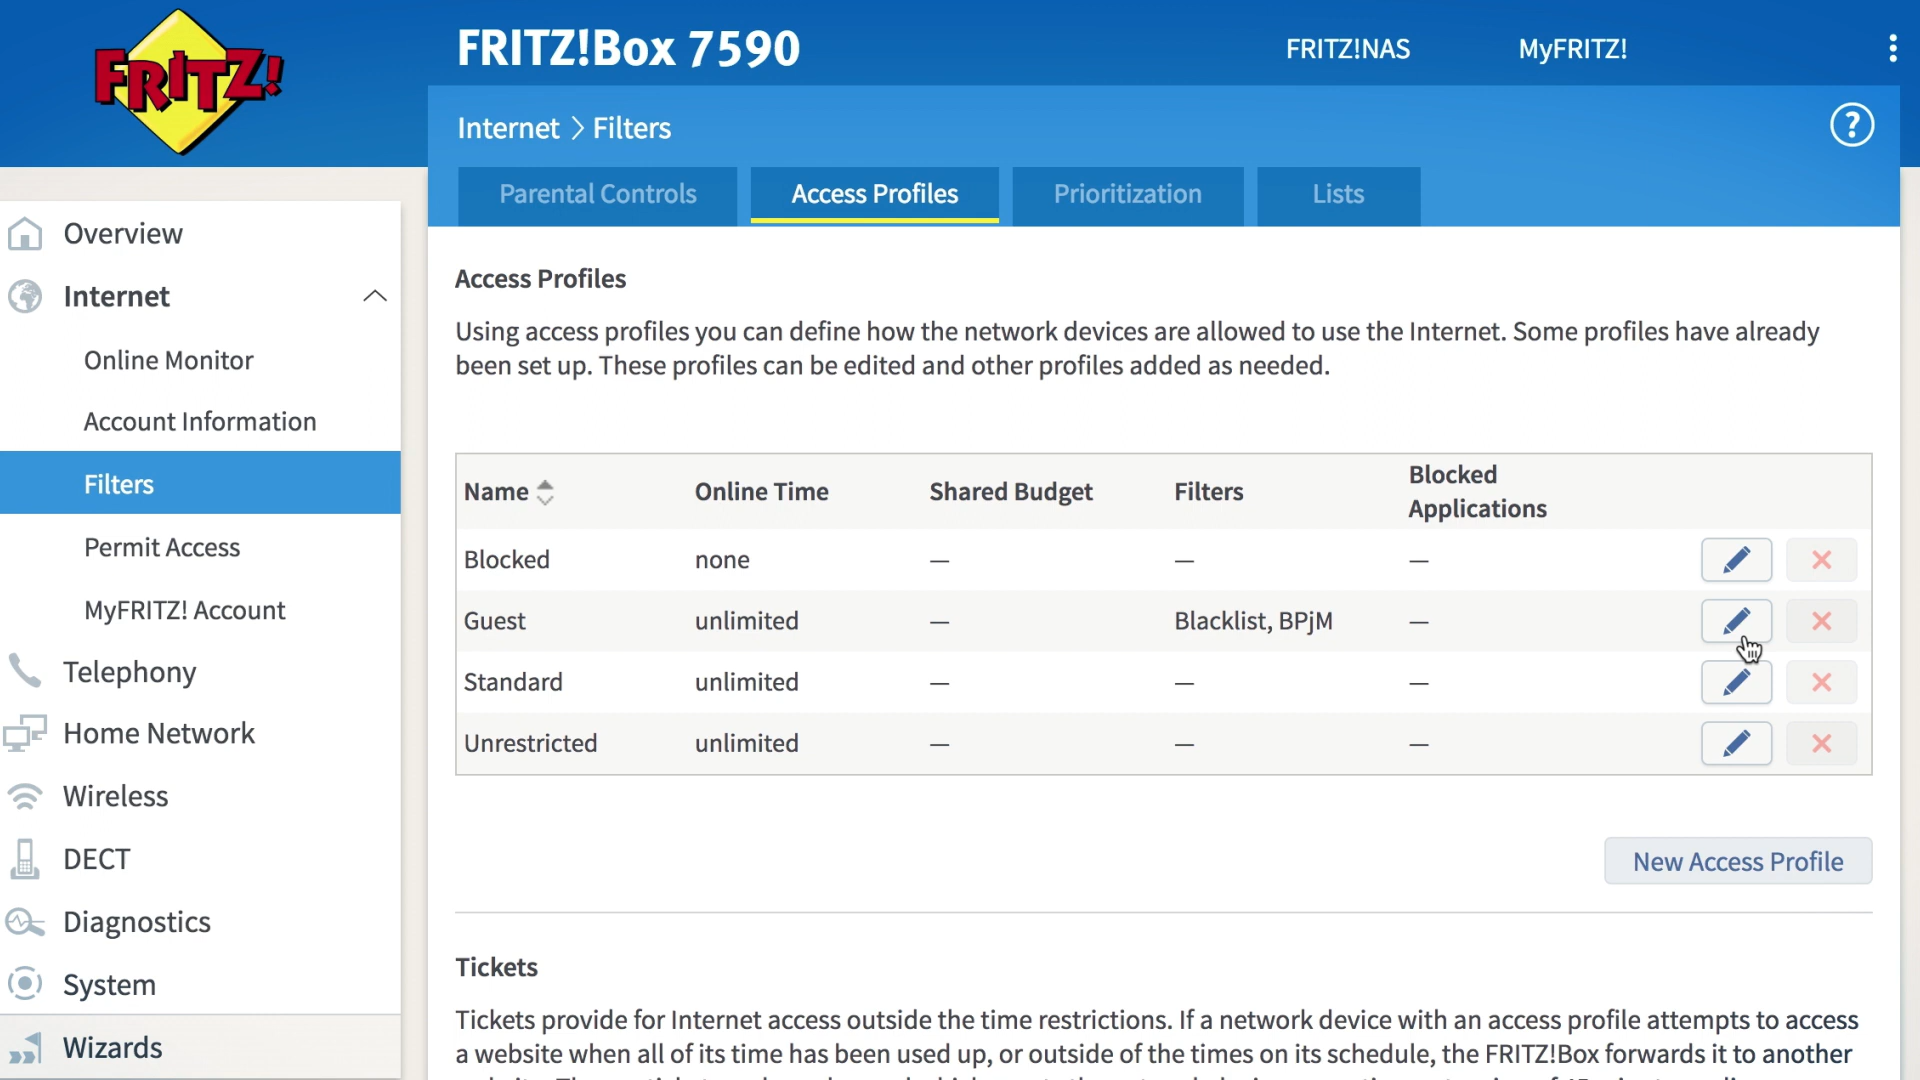 FRITZ!
FRITZ!Box 7590
FRITZ!NAS
MyFRITZ!
Internet > Filters
?
Parental Controls
Access Profiles
Prioritization
Lists
Overview
Internet
Online Monitor
Account Information
Filters
Permit Access
MyFRITZ! Account
Telephony
Home Network
Wireless
DECT
Diagnostics
System
Wizards
Access Profiles
Using access profiles you can define how the network devices are allowed to use the Internet. Some profiles have already
been set up. These profiles can be edited and other profiles added as needed.
Name Online Time Shared Budget Filters Blocked
Applications
Blocked none — — —
Guest unlimited — Blacklist, BPjM —
Standard unlimited — — —
Unrestricted unlimited — — —
New Access Profile
Tickets
Tickets provide for Internet access outside the time restrictions. If a network device with an access profile attempts to access
a website when all of its time has been used up, or outside of the times on its schedule, the FRITZ!Box forwards it to another